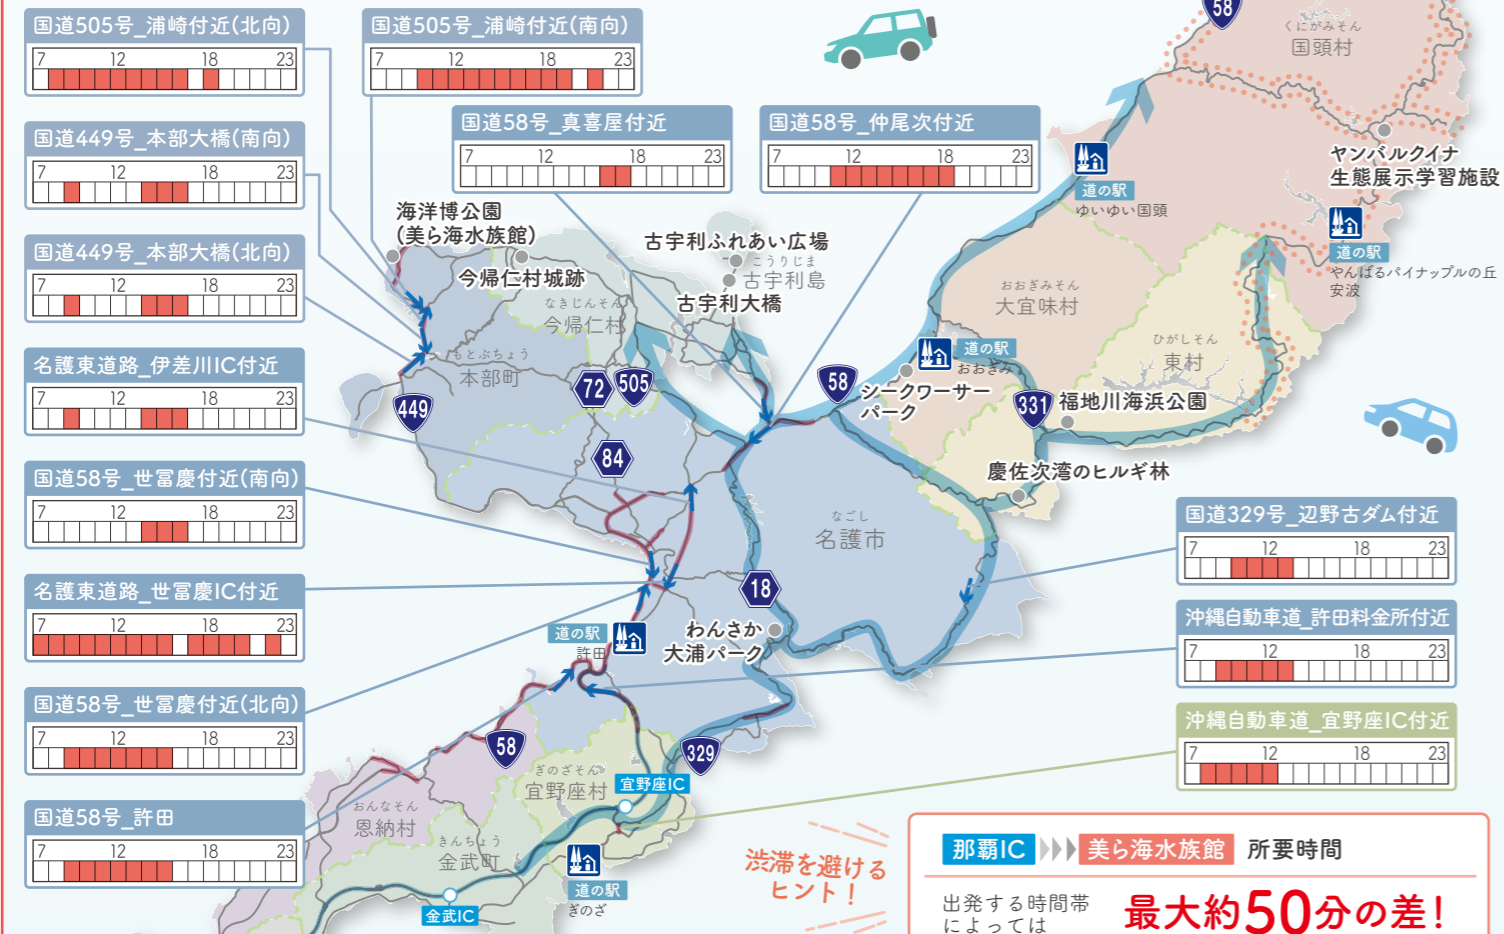 国道505号_浦崎付近(北向)
7 12 18 23
国道505号_浦崎付近(南向)
7 12 18 23
国道449号_本部大橋(南向)
7 12 18 23
国道58号_真喜屋付近
7 12 18 23
国道58号_仲尾次付近
7 12 18 23
国道449号_本部大橋(北向)
7 12 18 23
名護東道路_伊差川IC付近
7 12 18 23
国道58号_世冨慶付近(南向)
7 12 18 23
名護東道路_世冨慶IC付近
7 12 18 23
国道58号_世冨慶付近(北向)
7 12 18 23
国道58号_許田
7 12 18 23
58
くにがみそん
国頭村
ヤンバルクイナ
生態展示学習施設
道の駅
ゆいゆい国頭
道の駅
やんばるパイナップルの丘
安波
海洋博公園
(美ら海水族館)
今帰仁村城跡
なきじんそん
今帰仁村
古宇利ふれあい広場
こうりじま
古宇利島
古宇利大橋
おおぎみそん
大宜味村
ひがしそん
東村
もとぶちょう
本部町
449
72
505
84
58
道の駅
おおぎみ
シークワーサー
パーク
331
福地川海浜公園
慶佐次湾のヒルギ林
なごし
名護市
18
わんさか
大浦パーク
道の駅
許田
58
329
ぎのざそん
宜野座村
宜野座IC
おんなそん
恩納村
きんちょう
金武町
金武IC
道の駅
ぎのざ
国道329号_辺野古ダム付近
7 12 18 23
沖縄自動車道_許田料金所付近
7 12 18 23
沖縄自動車道_宜野座IC付近
7 12 18 23
渋滞を避ける
ヒント!
那覇IC 美ら海水族館 所要時間
出発する時間帯
によっては
最大約50分の差!